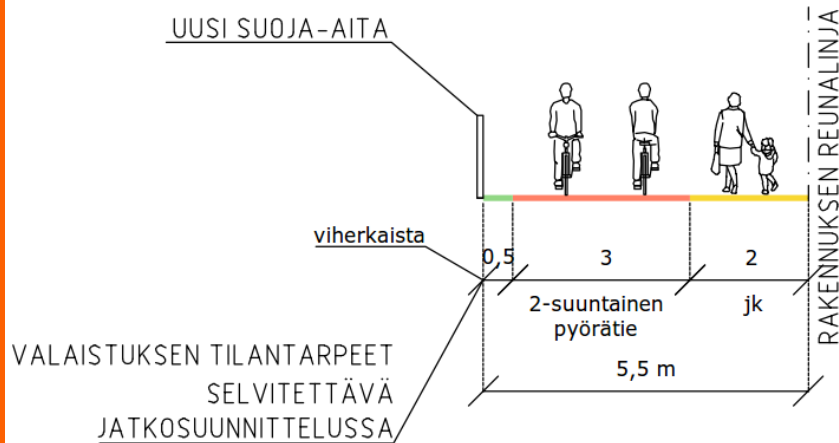 UUSI SUOJA-AITA
RAKENNUKSEN REUNALINJA
viherkaista
0,5
3
2
2-suuntainen
pyörätie
jk
5,5 m
VALAISTUKSEN TILANTARPEET
SELVITETTÄVÄ
JATKOSUUNNITTELUSSA